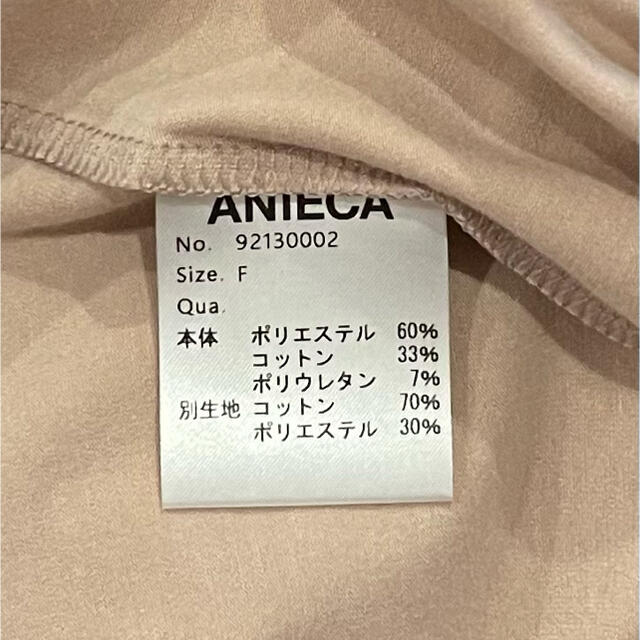 ANIECA
No. 92130002
Size. F
Qua.
本体 ポリエステル 60%
コットン 33%
ポリウレタン 7%
別生地 コットン 70%
ポリエステル 30%